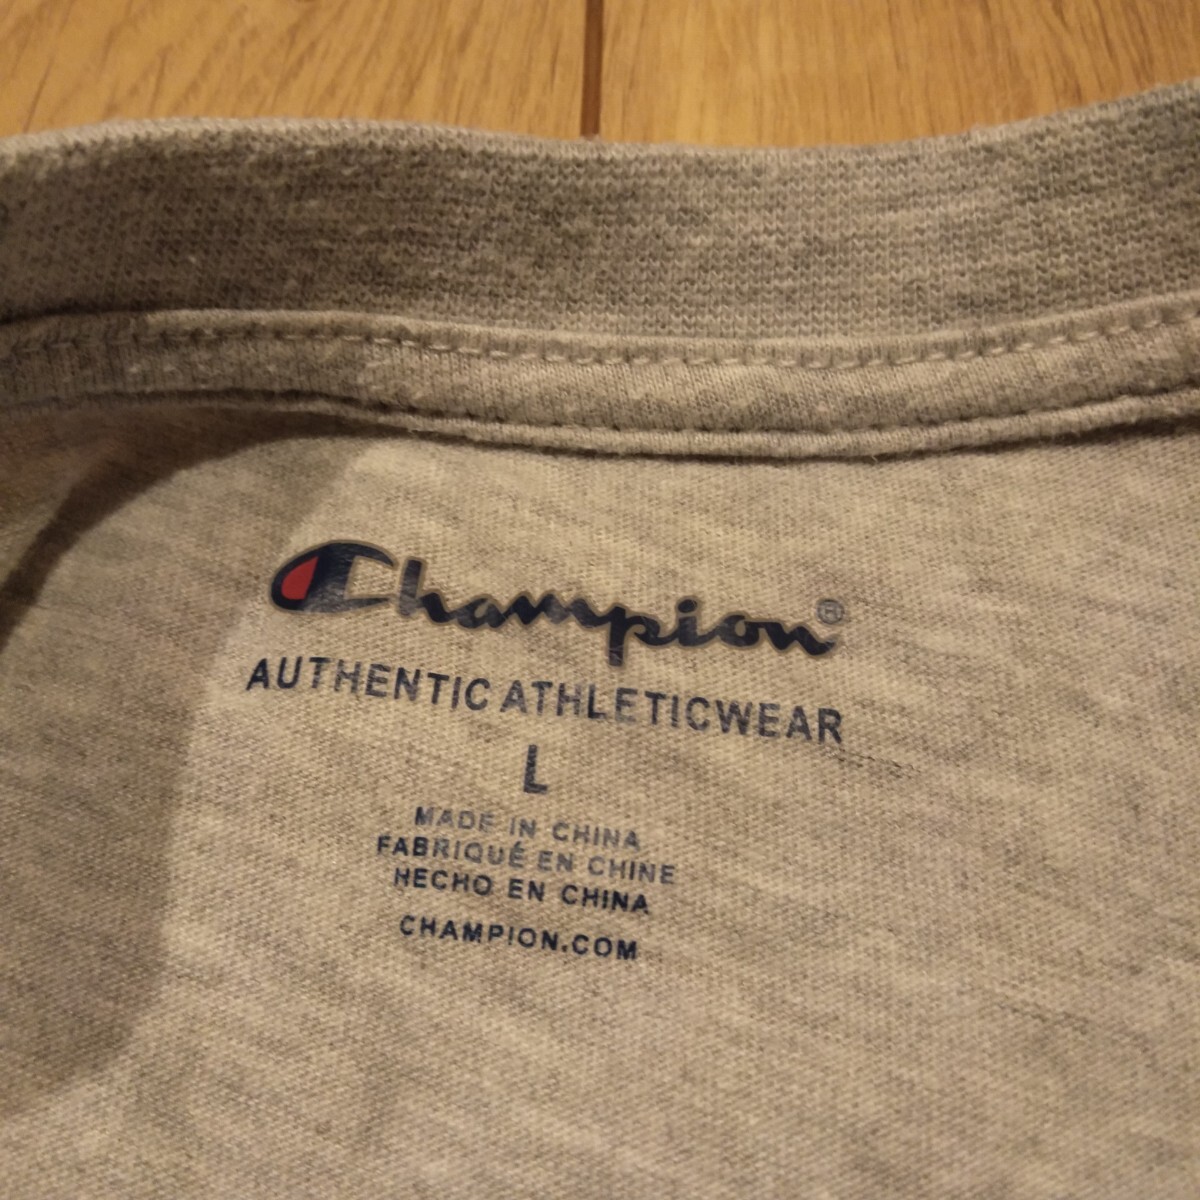 Champion®
AUTHENTIC ATHLETICWEAR
L
MADE IN CHINA
FABRIQUÉ EN CHINE
HECHO EN CHINA
CHAMPION.COM